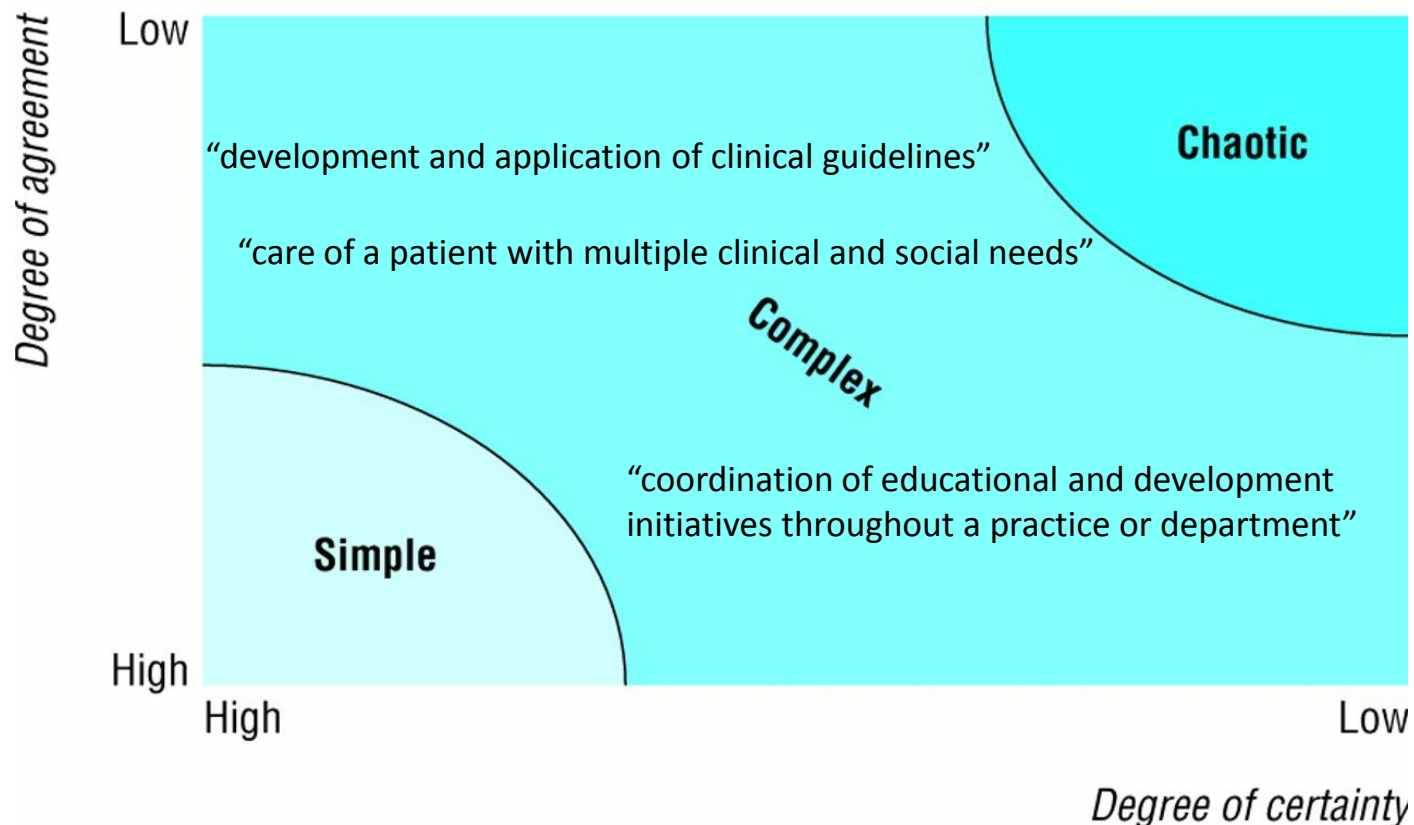 Degree of agreement
Low
Chaotic
“development and application of clinical guidelines”
“care of a patient with multiple clinical and social needs”
Complex
“coordination of educational and development
initiatives throughout a practice or department”
Simple
High
High
Low
Degree of certainty